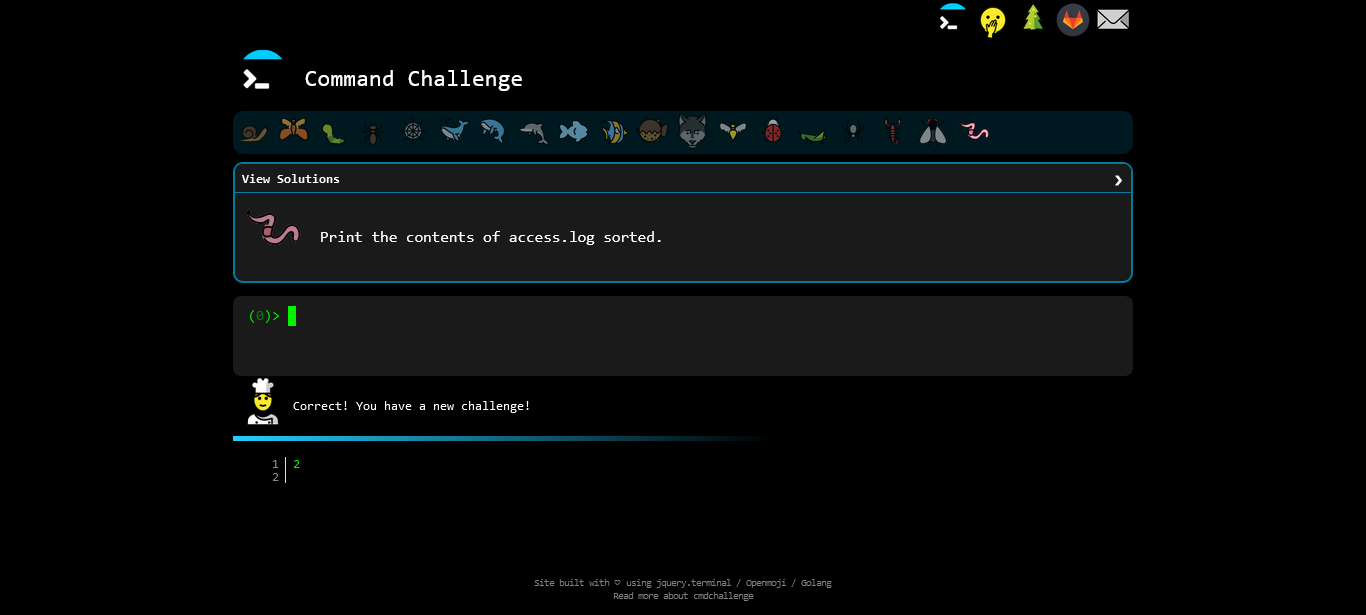 Command Challenge
View Solutions
Print the contents of access.log sorted.
(0)>
Correct! You have a new challenge!
1 2
2
Site built with ♡ using jquery.terminal / Openmoji / Golang
Read more about cmdchallenge